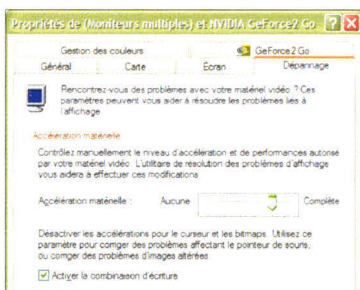 Propriétés de (Moniteurs multiples) et NVIDIA GeForce2 Go
Gestion des couleurs GeForce2 Go
Général Carte Écran Dépannage
Rencontrez-vous des problèmes avec votre matériel vidéo ? Ces
paramètres peuvent vous aider à résoudre les problèmes liés à
l'affichage
Accélération matérielle
Contrôlez manuellement le niveau d'accélération et de performances autorisé
par votre matériel vidéo. L'utilitaire de résolution des problèmes d'affichage
vous aidera à effectuer ces modifications
Accélération matérielle : Aucune Complète
Désactiver les accélérations pour le curseur et les bitmaps. Utilisez ce
paramètre pour corriger des problèmes affectant le pointeur de souris,
ou corriger des problèmes d'images altérées.
Activer la combinaison d'écriture